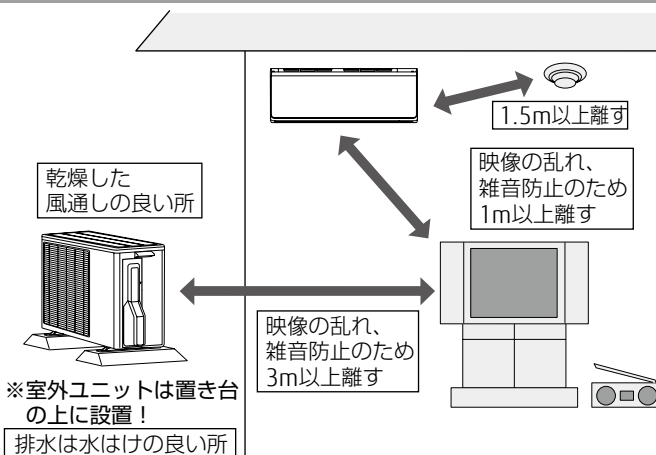 1.5m以上離す
映像の乱れ、
雑音防止のため
1m以上離す
乾燥した
風通しの良い所
映像の乱れ、
雑音防止のため
3m以上離す
※室外ユニットは置き台
の上に設置！
排水は水はけの良い所